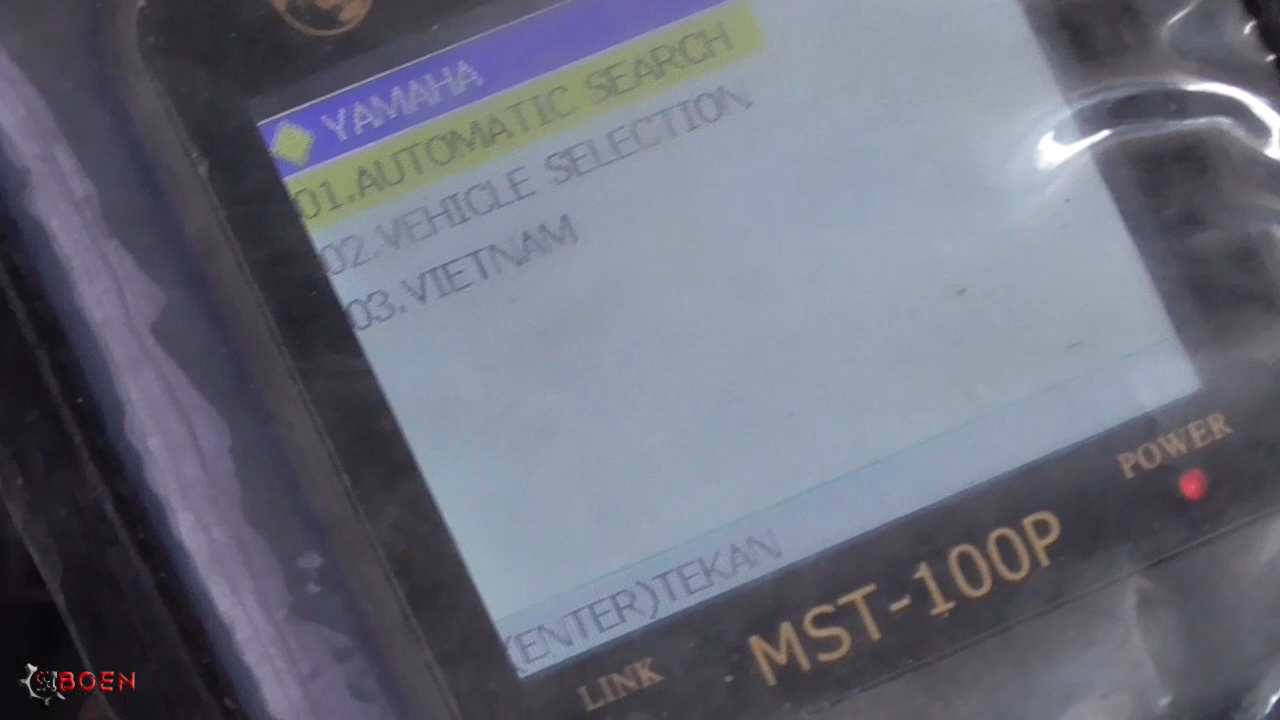 YAMAHA
01.AUTOMATIC SEARCH
02.VEHICLE SELECTION
03.VIETNAM
(ENTER)TEKAN
POWER
MST-100P
LINK
BOEN